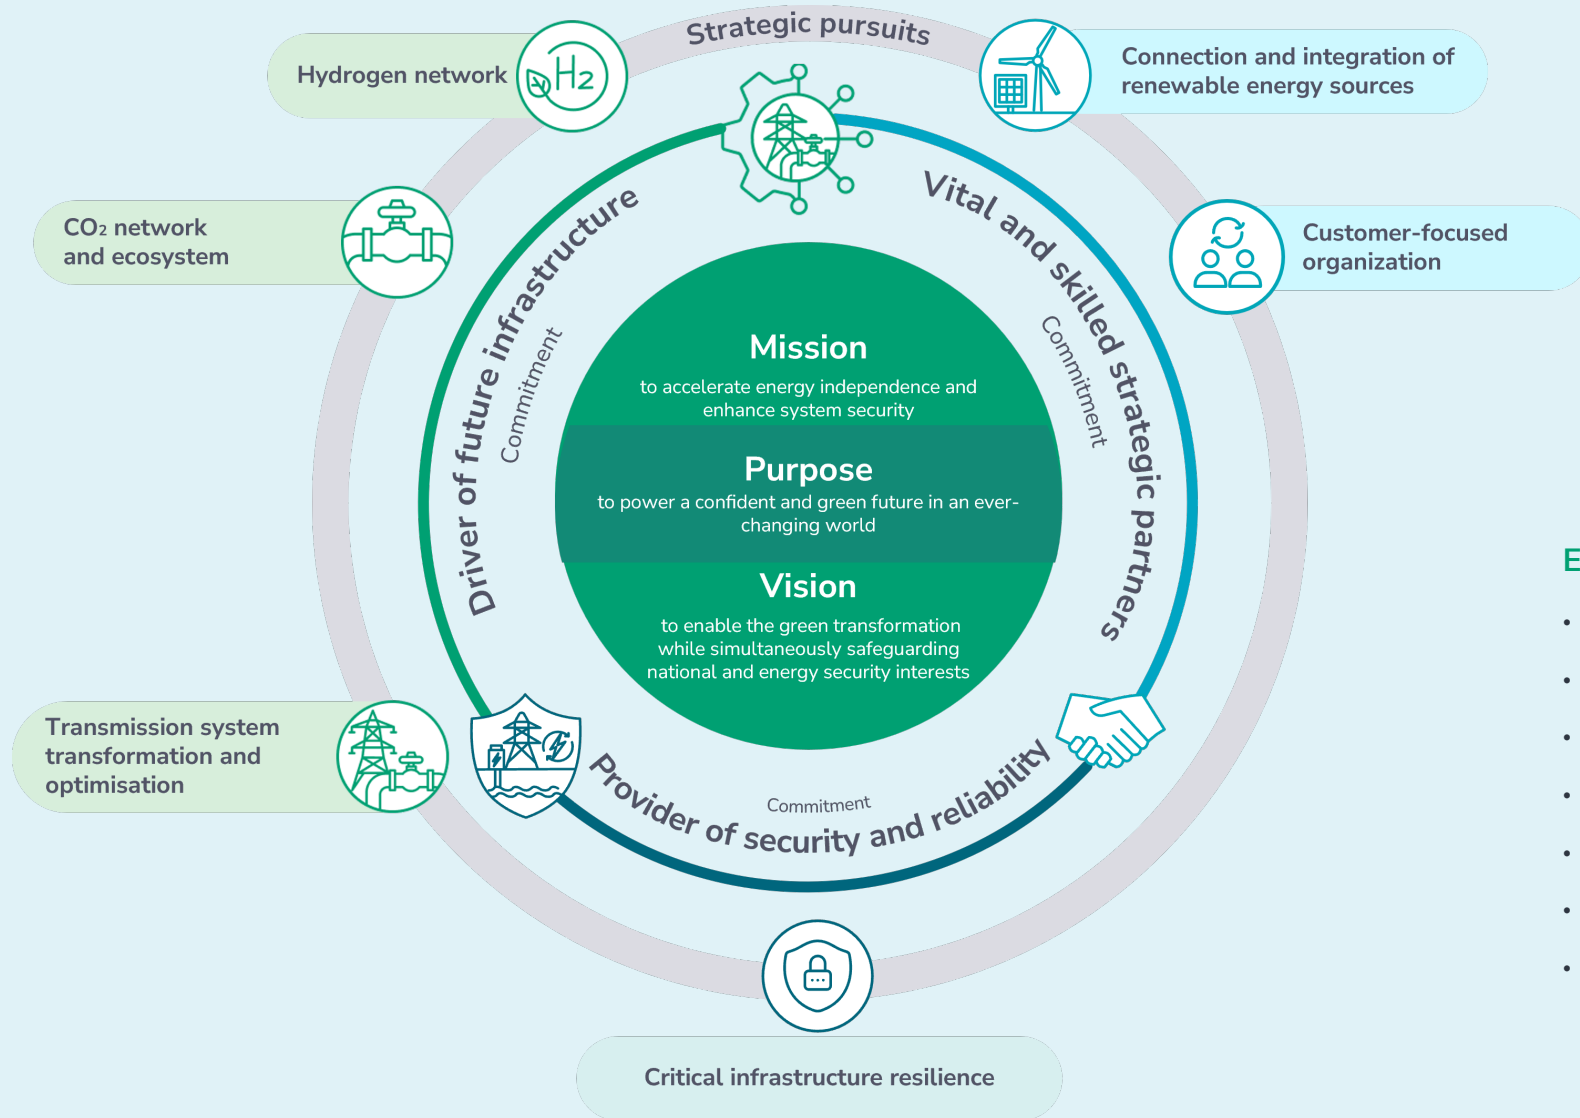 Strategic pursuits
Hydrogen network
H2
Connection and integration of
renewable energy sources
CO₂ network
and ecosystem
Customer-focused
organization
Driver of future infrastructure
Commitment
Vital and skilled strategic partners
Commitment
Mission
to accelerate energy independence and
enhance system security
Purpose
to power a confident and green future in an ever-
changing world
Vision
to enable the green transformation
while simultaneously safeguarding
national and energy security interests
E
•
•
•
•
•
•
•
Transmission system
transformation and
optimisation
Commitment
Provider of security and reliability
Critical infrastructure resilience